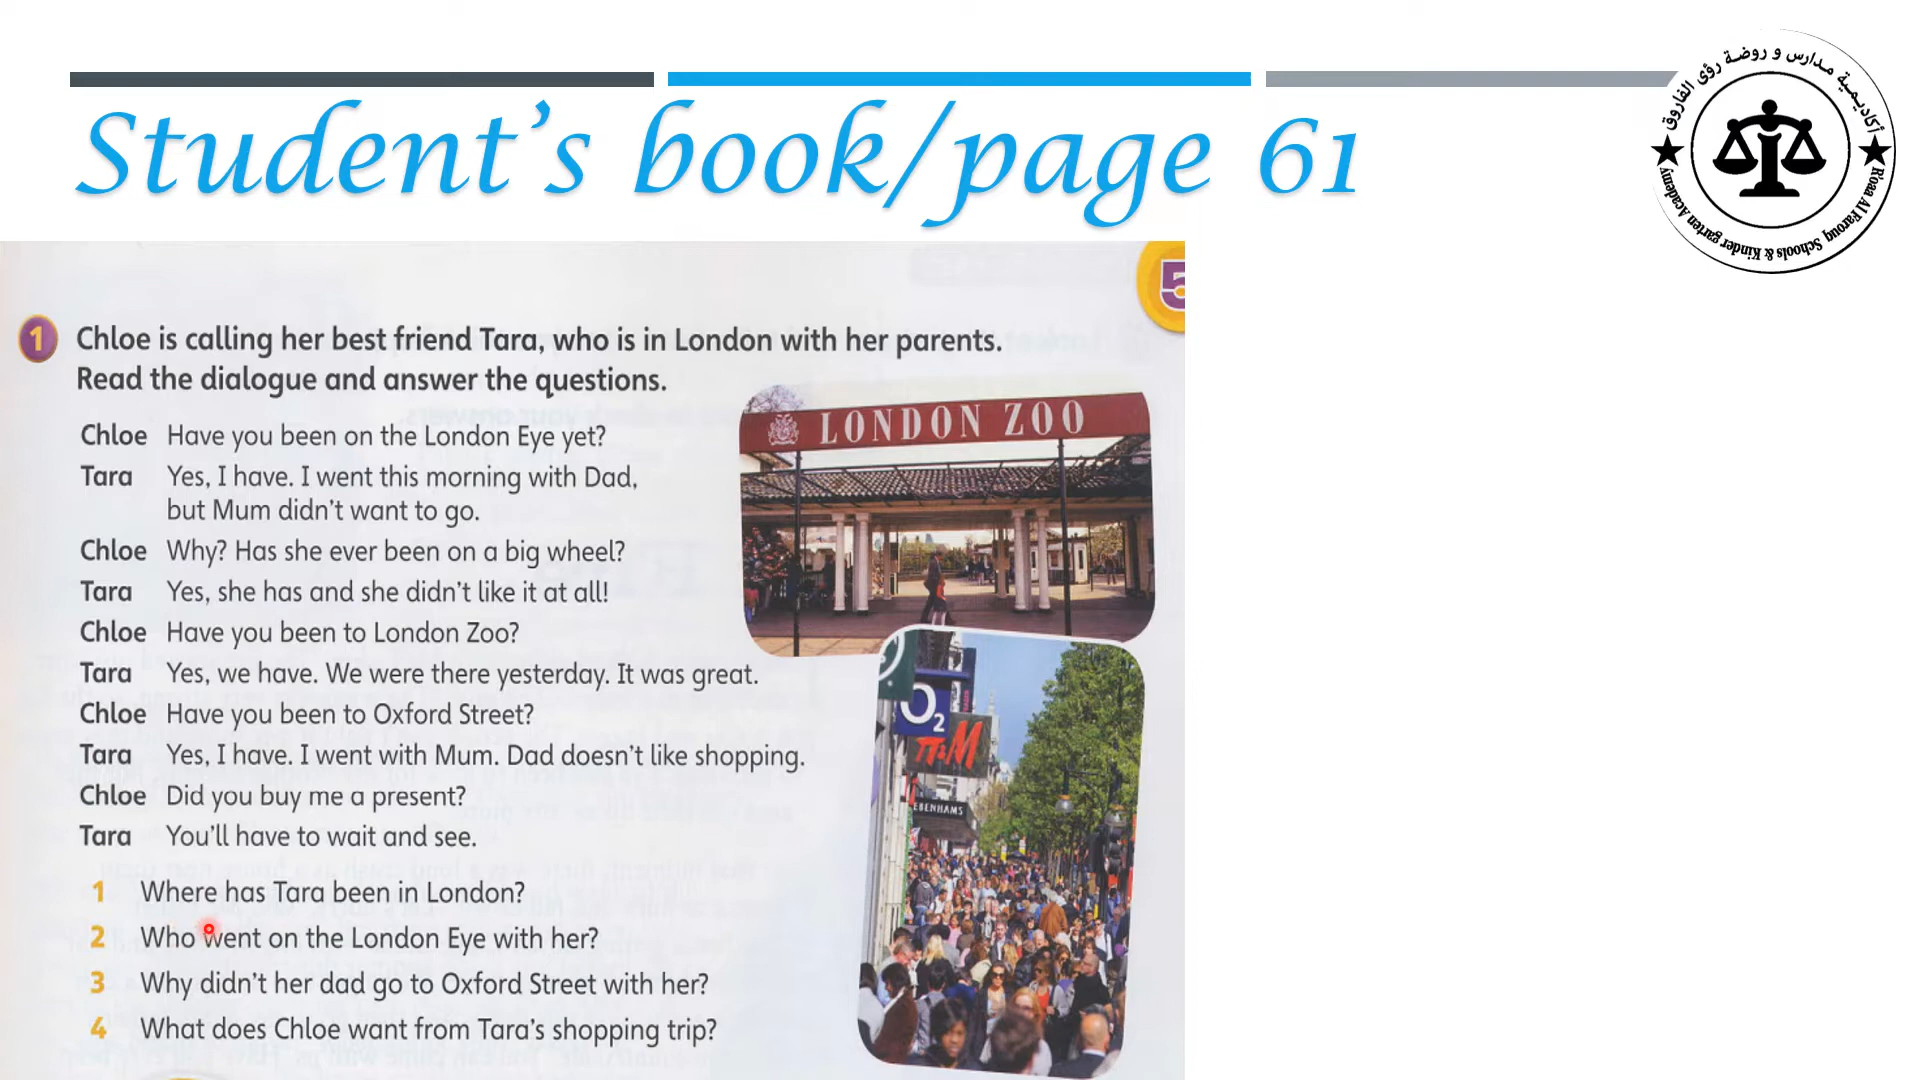 Student's book/page 61
أكاديمية مدارس و روضة رؤى الفاروق
R'oaa Al Farouq Schools & Kinder garten Academy
5
1 Chloe is calling her best friend Tara, who is in London with her parents.
Read the dialogue and answer the questions.
LONDON ZOO
Chloe Have you been on the London Eye yet?
Tara Yes, I have. I went this morning with Dad,
but Mum didn't want to go.
Chloe Why? Has she ever been on a big wheel?
Tara Yes, she has and she didn't like it at all!
Chloe Have you been to London Zoo?
Tara Yes, we have. We were there yesterday. It was great.
Chloe Have you been to Oxford Street?
Tara Yes, I have. I went with Mum. Dad doesn't like shopping.
Chloe Did you buy me a present?
Tara You'll have to wait and see.
O2
H&M
EBENHAMS
1 Where has Tara been in London?
2 Who went on the London Eye with her?
3 Why didn't her dad go to Oxford Street with her?
4 What does Chloe want from Tara's shopping trip?